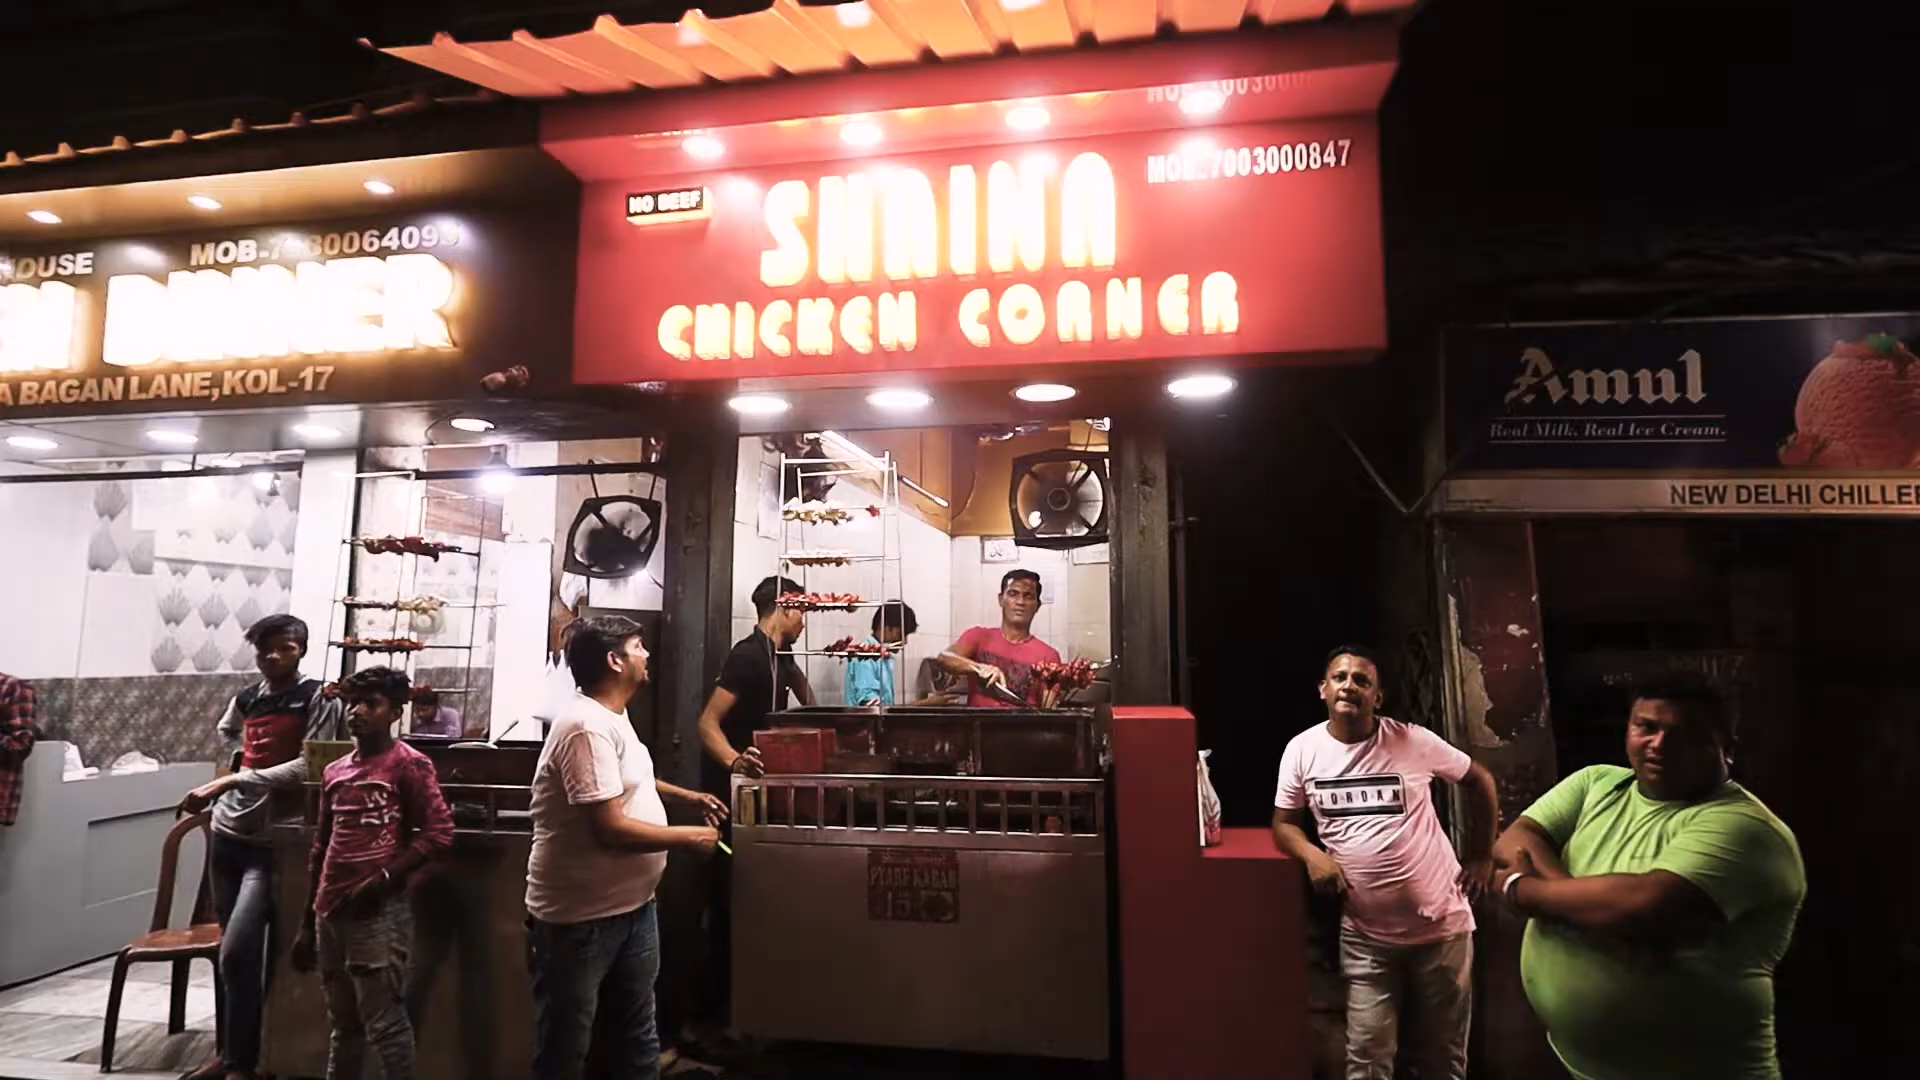 MOB-7003000847
NO BEEF
SHAINA
CHICKEN CORNER
MOB-
DINNER
BAGAN LANE,KOL-17
Amul
Real Milk. Real Ice Cream.
NEW DELHI
JORDAN
PYARE KABAB
15